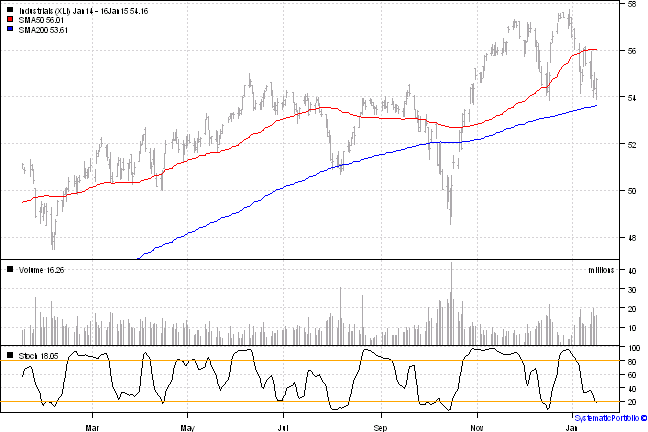 Industrials (XLI) Jan14 - 16Jan15 54.16
SMA50 56.01
SMA200 53.61
58
56
54
52
50
48
Volume 16.26
millions
40
30
20
10
Stoch 18.05
100
80
60
40
20
Mar May Jul Sep Nov Jan
SystematicPortfolio ©